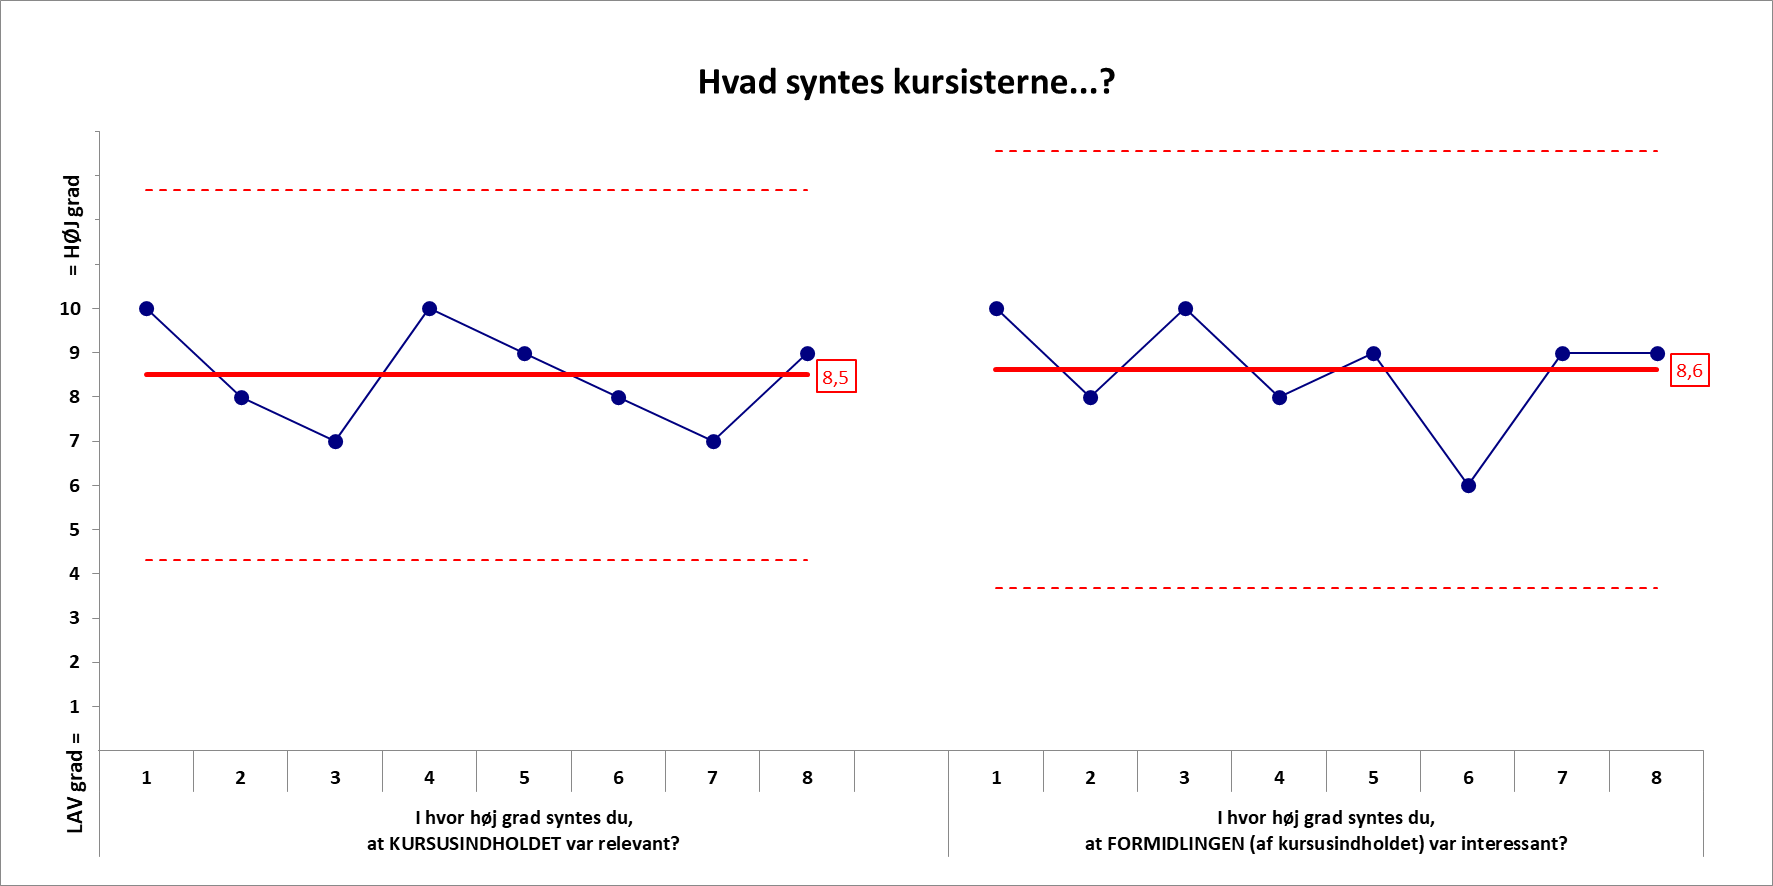 Hvad syntes kursisterne...?
= HØJ grad
10
9
8
7
6
5
4
3
2
1
LAV grad =
8,5
8,6
1 2 3 4 5 6 7 8
1 2 3 4 5 6 7 8
I hvor høj grad syntes du,
at KURSUSINDHOLDET var relevant?
I hvor høj grad syntes du,
at FORMIDLINGEN (af kursusindholdet) var interessant?